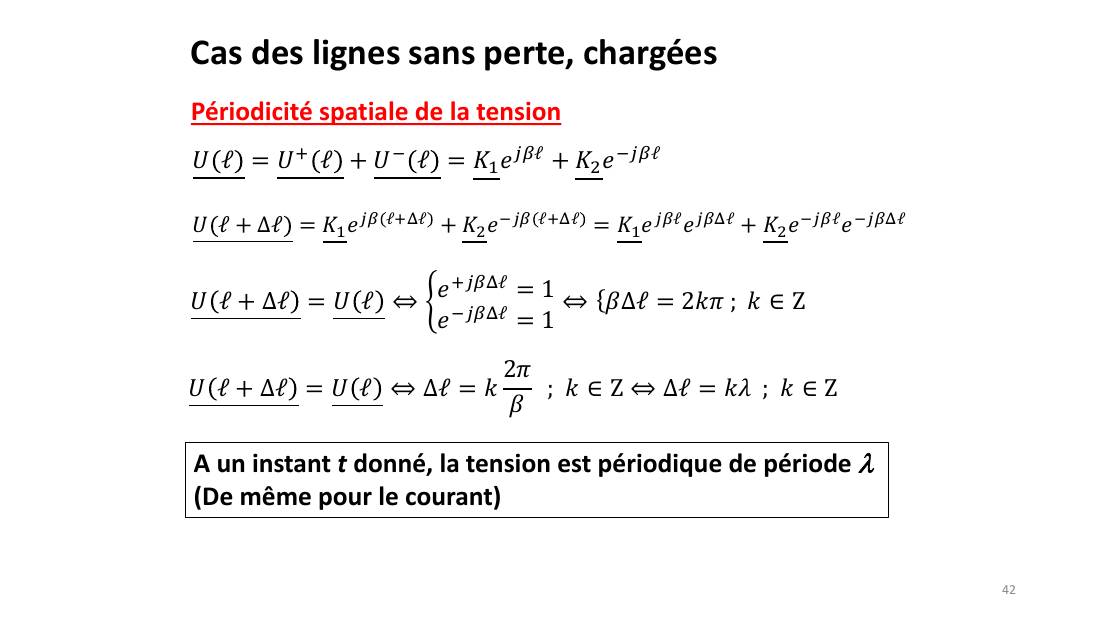 Cas des lignes sans perte, chargées
Périodicité spatiale de la tension
U(ℓ) = U⁺(ℓ) + U⁻(ℓ) = K₁e^{jβℓ} + K₂e^{−jβℓ}
U(ℓ + Δℓ) = K₁e^{jβ(ℓ+Δℓ)} + K₂e^{−jβ(ℓ+Δℓ)} = K₁e^{jβℓ}e^{jβΔℓ} + K₂e^{−jβℓ}e^{−jβΔℓ}
U(ℓ + Δℓ) = U(ℓ) ⇔ {e^{+jβΔℓ} = 1 e^{−jβΔℓ} = 1 ⇔ {βΔℓ = 2kπ ; k ∈ Z
U(ℓ + Δℓ) = U(ℓ) ⇔ Δℓ = k 2π/β ; k ∈ Z ⇔ Δℓ = kλ ; k ∈ Z
A un instant t donné, la tension est périodique de période λ
(De même pour le courant)
42